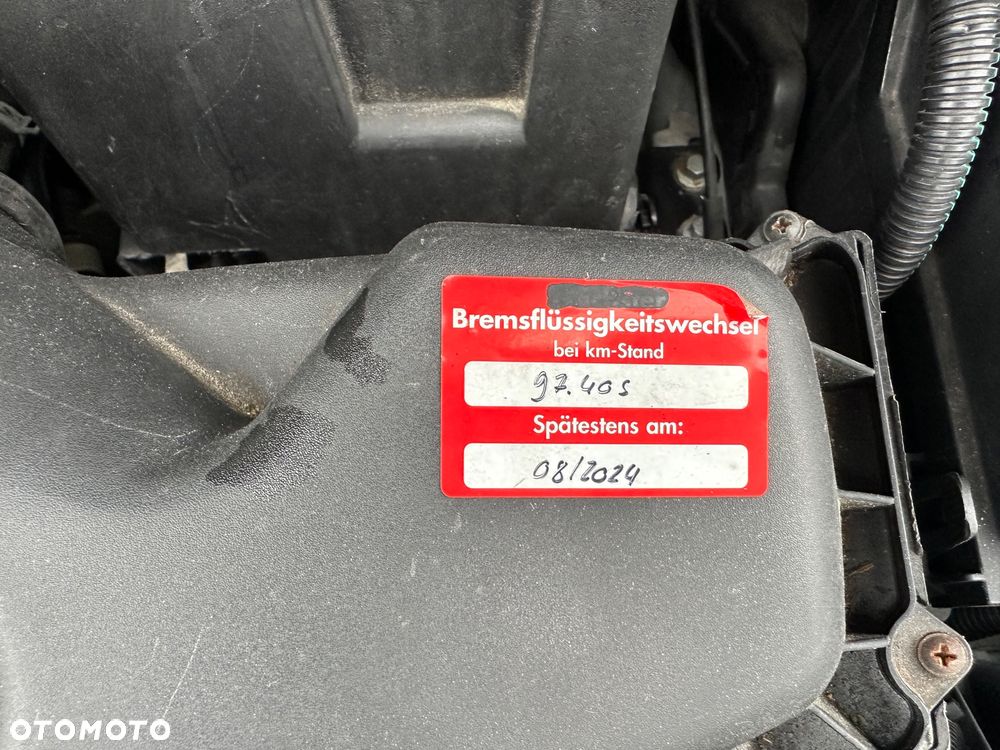 Bremsflüssigkeitswechsel
bei km-Stand
97.405
Spätestens am:
08/2024
OTOMOTO